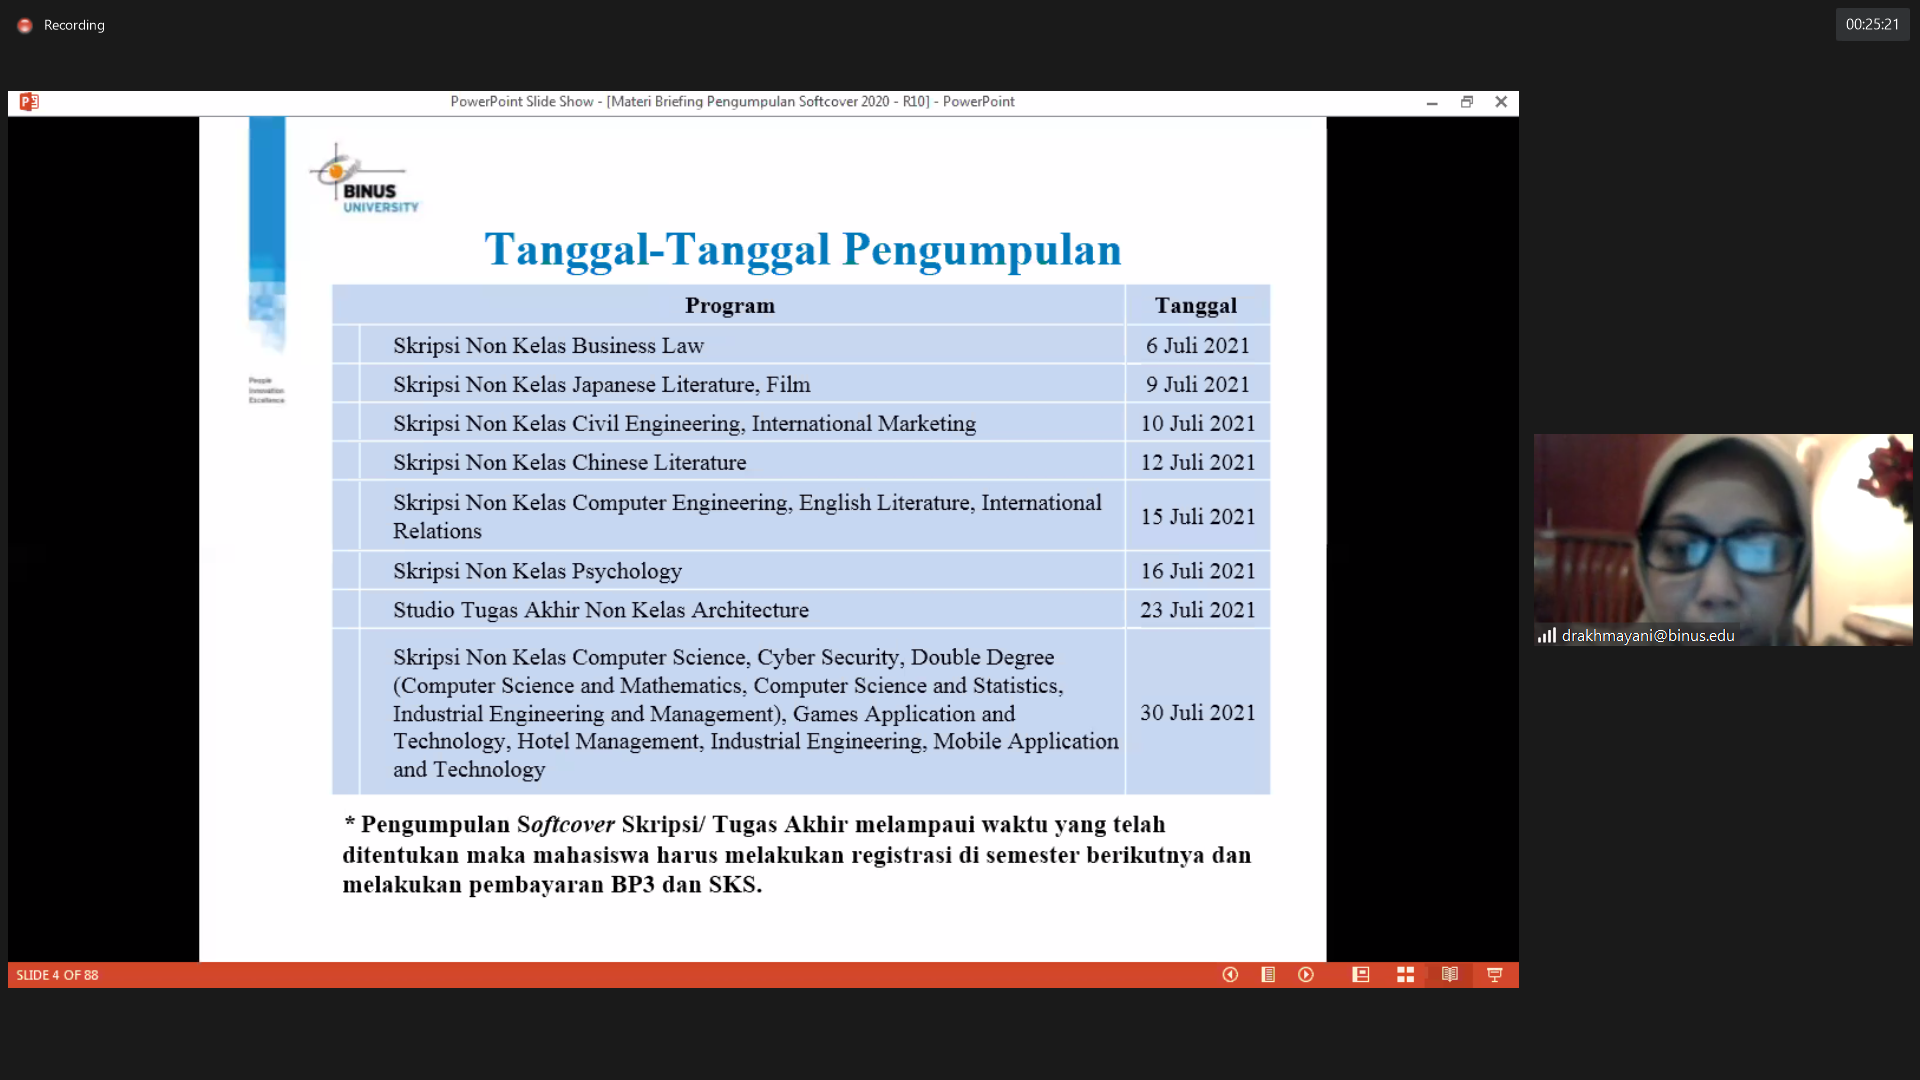 Recording
00:25:21
PowerPoint Slide Show - [Materi Briefing Pengumpulan Softcover 2020 - R10] - PowerPoint
BINUS
UNIVERSITY
Tanggal-Tanggal Pengumpulan
Program Tanggal
Skripsi Non Kelas Business Law 6 Juli 2021
Skripsi Non Kelas Japanese Literature, Film 9 Juli 2021
People
Innovation
Excellence
Skripsi Non Kelas Civil Engineering, International Marketing 10 Juli 2021
Skripsi Non Kelas Chinese Literature 12 Juli 2021
Skripsi Non Kelas Computer Engineering, English Literature, International
Relations 15 Juli 2021
Skripsi Non Kelas Psychology 16 Juli 2021
Studio Tugas Akhir Non Kelas Architecture 23 Juli 2021
Skripsi Non Kelas Computer Science, Cyber Security, Double Degree
(Computer Science and Mathematics, Computer Science and Statistics,
Industrial Engineering and Management), Games Application and
Technology, Hotel Management, Industrial Engineering, Mobile Application
and Technology 30 Juli 2021
* Pengumpulan Softcover Skripsi/ Tugas Akhir melampaui waktu yang telah
ditentukan maka mahasiswa harus melakukan registrasi di semester berikutnya dan
melakukan pembayaran BP3 dan SKS.
drakhmayani@binus.edu
SLIDE 4 OF 88